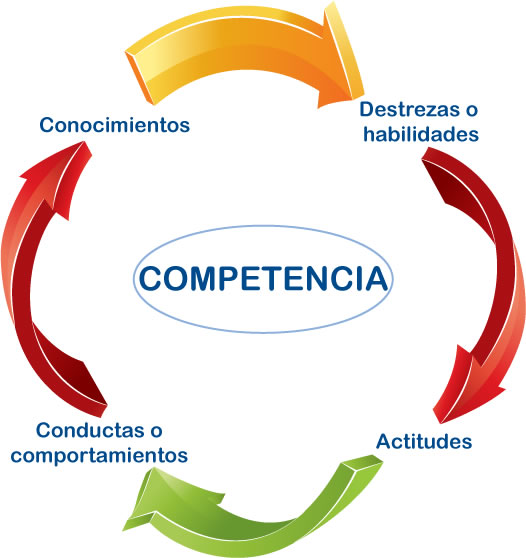 Conocimientos
Destrezas o
habilidades
COMPETENCIA
Conductas o
comportamientos
Actitudes